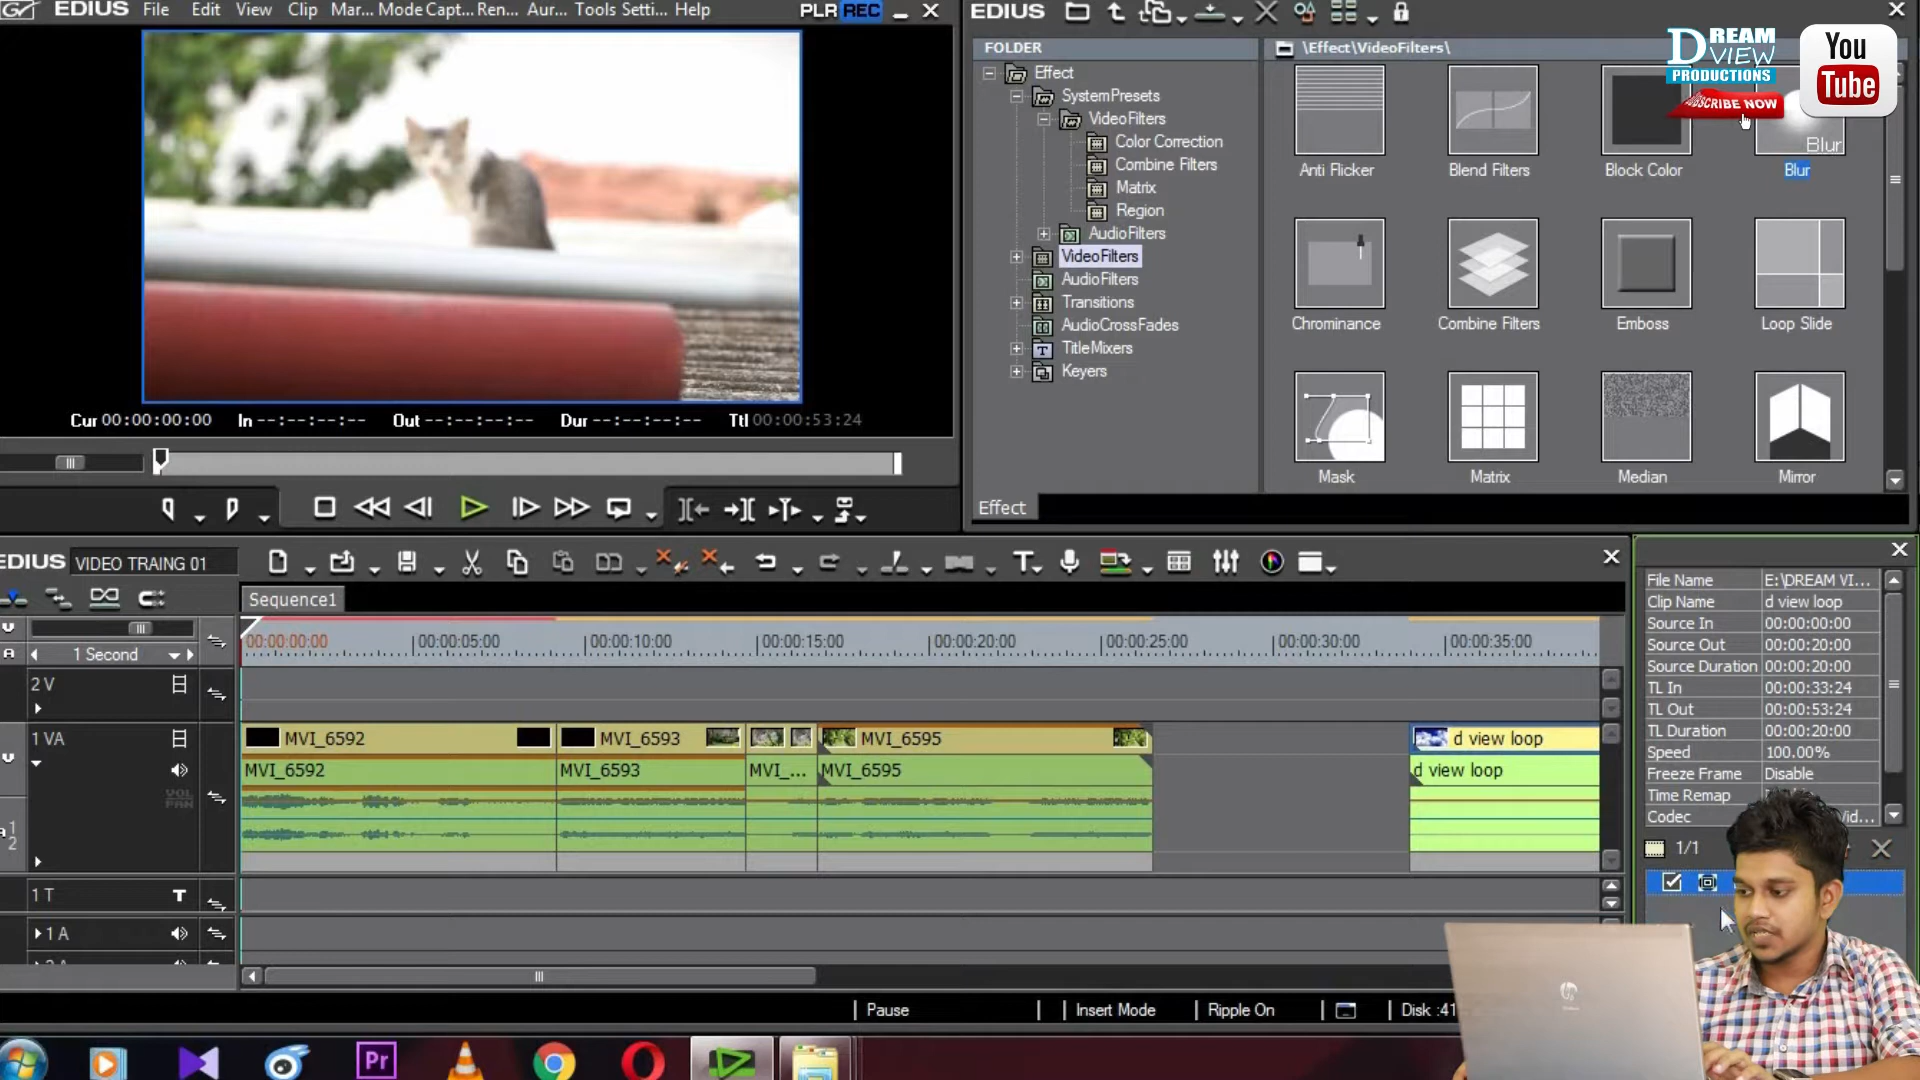 EDIUS File Edit View Clip Mar... Mode Capt... Ren... Aur... Tools Setti... Help PLR REC
Cur 00:00:00:00 In --:--:--:-- Out --:--:--:-- Dur --:--:--:-- Ttl 00:00:53:24
EDIUS
FOLDER
Effect
SystemPresets
VideoFilters
Color Correction
Combine Filters
Matrix
Region
AudioFilters
VideoFilters
AudioFilters
Transitions
AudioCrossFades
TitleMixers
Keyers
Effect
\Effect\VideoFilters\
Anti Flicker Blend Filters Block Color Blur
Blur
Chrominance Combine Filters Emboss Loop Slide
Mask Matrix Median Mirror
DREAM
VIEW
PRODUCTIONS
SUBSCRIBE NOW
You
Tube
EDIUS VIDEO TRAING 01
Sequence1
1 Second
00:00:00:00 00:00:05:00 00:00:10:00 00:00:15:00 00:00:20:00 00:00:25:00 00:00:30:00 00:00:35:00
2 V
1 VA
MVI_6592 MVI_6593 MVI_6595 d view loop
MVI_6592 MVI_6593 MVI_... MVI_6595 d view loop
VOL
PAN
1
2
1 T T
1 A
Pause Insert Mode Ripple On Disk :41
File Name E:\DREAM VI...
Clip Name d view loop
Source In 00:00:00:00
Source Out 00:00:20:00
Source Duration 00:00:20:00
TL In 00:00:33:24
TL Out 00:00:53:24
TL Duration 00:00:20:00
Speed 100.00%
Freeze Frame Disable
Time Remap
Codec
1/1
Pr
hp